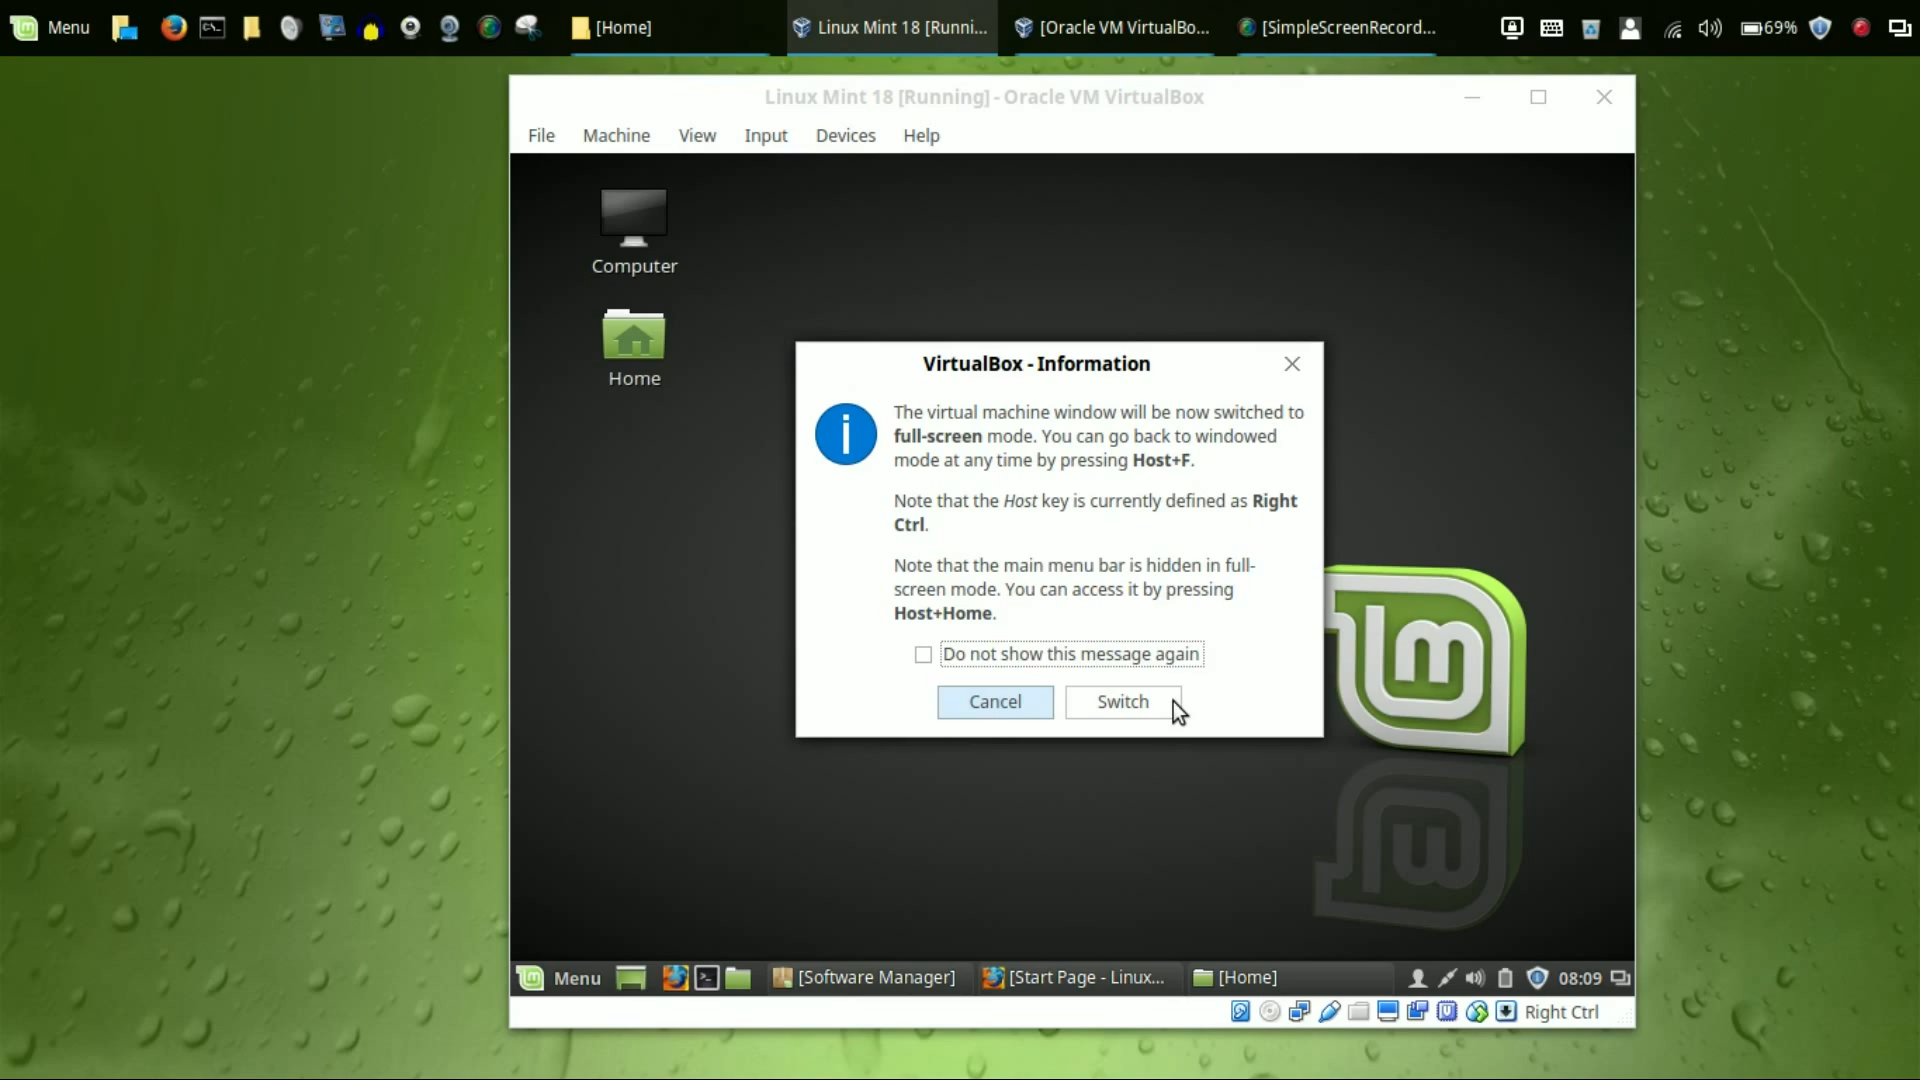 Menu
[Home]
Linux Mint 18 [Runni...
[Oracle VM VirtualBo...
[SimpleScreenRecord...
69%
Linux Mint 18 [Running] - Oracle VM VirtualBox
File Machine View Input Devices Help
Computer
Home
VirtualBox - Information
The virtual machine window will be now switched to
full-screen mode. You can go back to windowed
mode at any time by pressing Host+F.
Note that the Host key is currently defined as Right
Ctrl.
Note that the main menu bar is hidden in full-
screen mode. You can access it by pressing
Host+Home.
Do not show this message again
Cancel
Switch
Menu
[Software Manager]
[Start Page - Linux...
[Home]
08:09
Right Ctrl